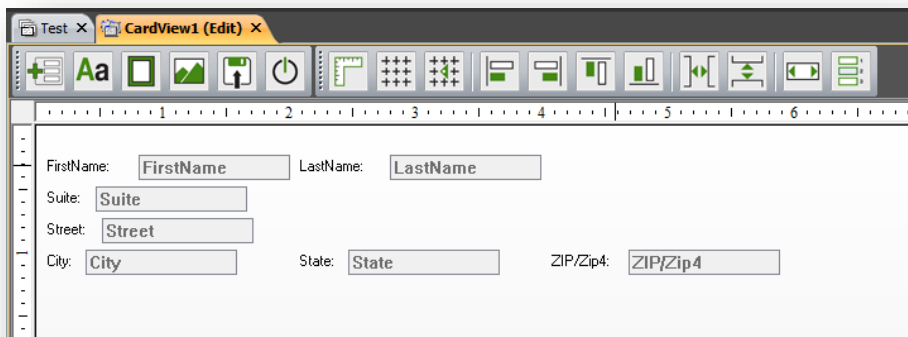 Test X CardView1 (Edit) X
Aa
1 2 3 4 5 6
FirstName: FirstName LastName: LastName
Suite: Suite
Street: Street
City: City State: State ZIP/Zip4: ZIP/Zip4